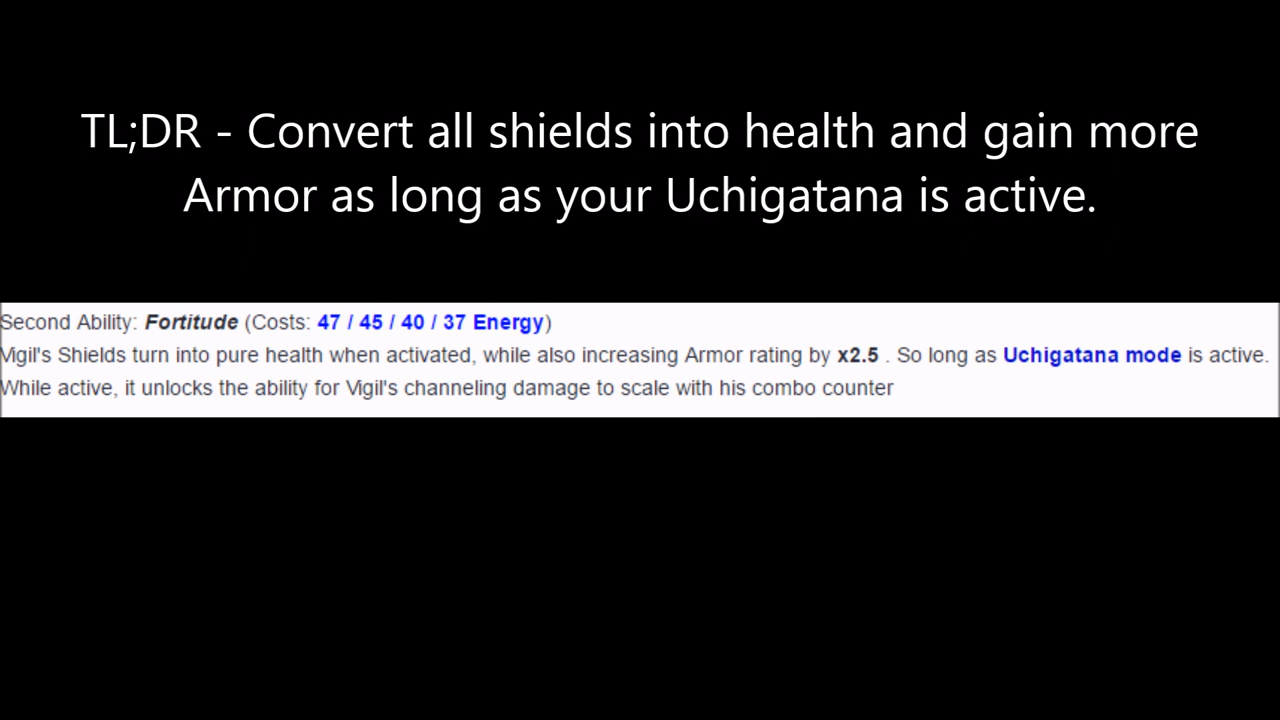 TL;DR - Convert all shields into health and gain more
Armor as long as your Uchigatana is active.
Second Ability: Fortitude (Costs: 47 / 45 / 40 / 37 Energy)
Vigil's Shields turn into pure health when activated, while also increasing Armor rating by x2.5 . So long as Uchigatana mode is active.
While active, it unlocks the ability for Vigil's channeling damage to scale with his combo counter